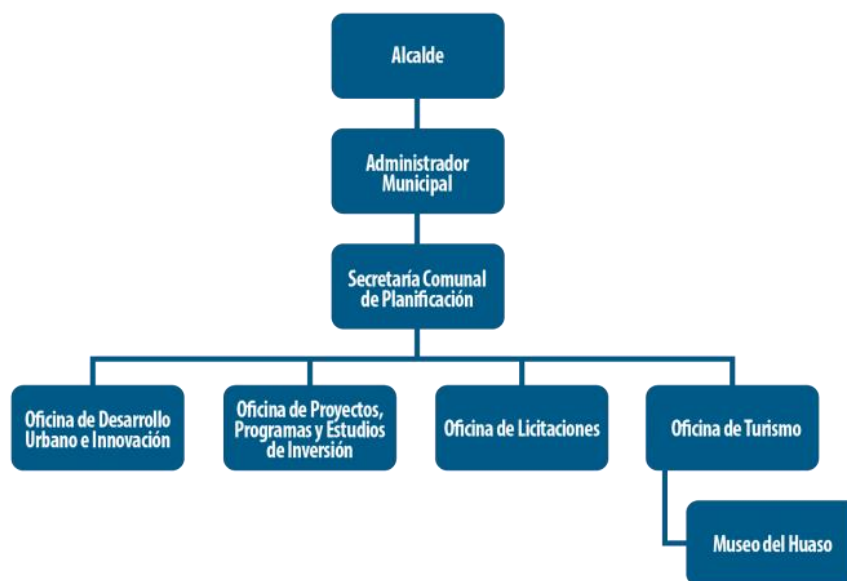 Alcalde
Administrador
Municipal
Secretaría Comunal
de Planificación
Oficina de Desarrollo
Urbano e Innovación
Oficina de Proyectos,
Programas y Estudios
de Inversión
Oficina de Licitaciones
Oficina de Turismo
Museo del Huaso